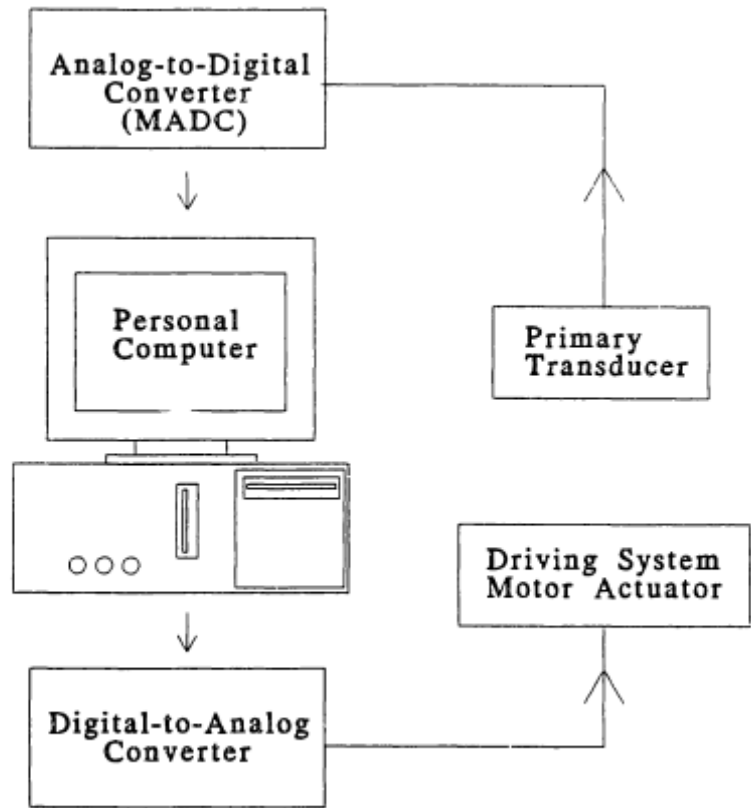 Analog-to-Digital
Converter
(MADC)
Personal
Computer
Primary
Transducer
Driving System
Motor Actuator
Digital-to-Analog
Converter